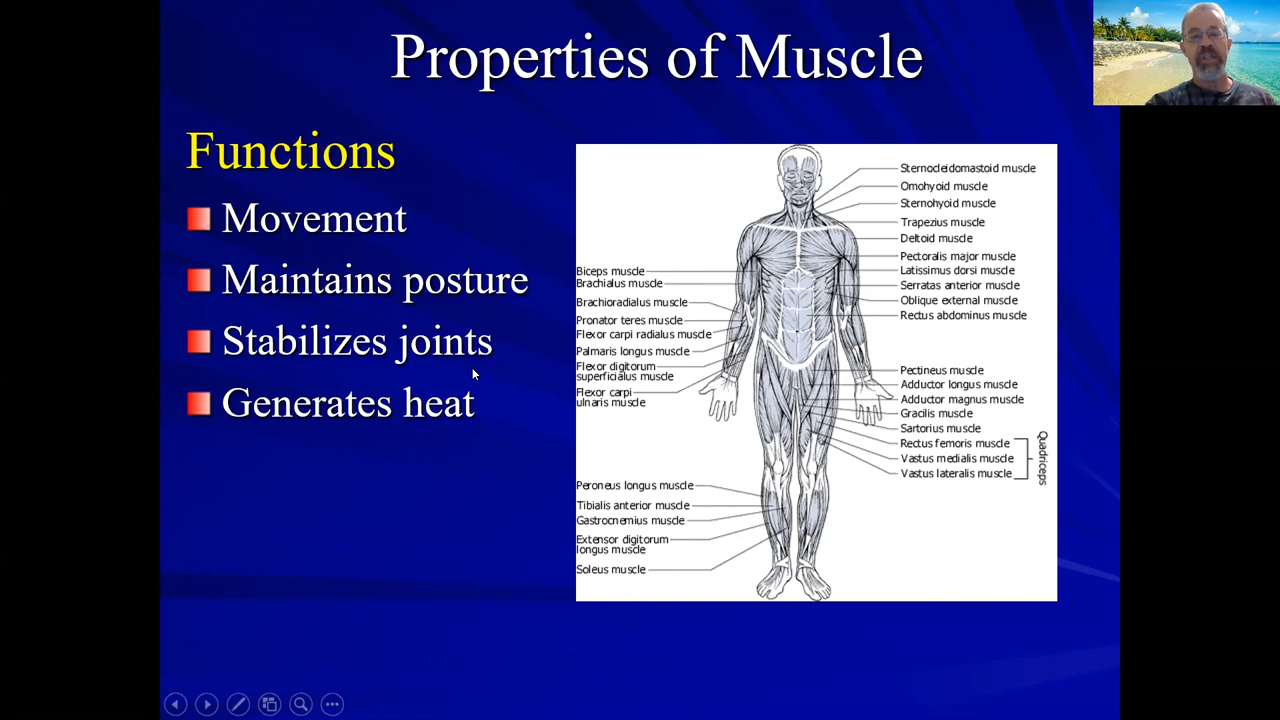 Properties of Muscle
Functions
Movement
Maintains posture
Stabilizes joints
Generates heat
Biceps muscle
Brachialus muscle
Brachioradialus muscle
Pronator teres muscle
Flexor carpi radialus muscle
Palmaris longus muscle
Flexor digitorum
superficialus muscle
Flexor carpi
ulnaris muscle
Peroneus longus muscle
Tibialis anterior muscle
Gastrocnemius muscle
Extensor digitorum
longus muscle
Soleus muscle
Sternocleidomastoid muscle
Omohyoid muscle
Sternohyoid muscle
Trapezius muscle
Deltoid muscle
Pectoralis major muscle
Latissimus dorsi muscle
Serratas anterior muscle
Oblique external muscle
Rectus abdominus muscle
Pectineus muscle
Adductor longus muscle
Adductor magnus muscle
Gracilis muscle
Sartorius muscle
Rectus femoris muscle
Vastus medialis muscle
Vastus lateralis muscle
Quadriceps